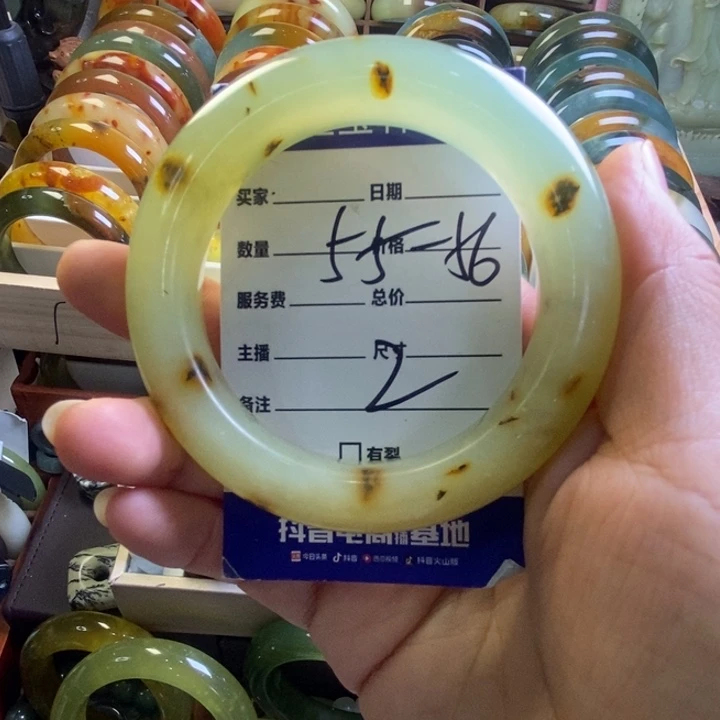 买家 日期
数量 价格 55-56
服务费 总价
主播 尺寸
备注 2
有裂
抖音电商 基地
今日头条 抖音 西瓜视频 抖音火山版